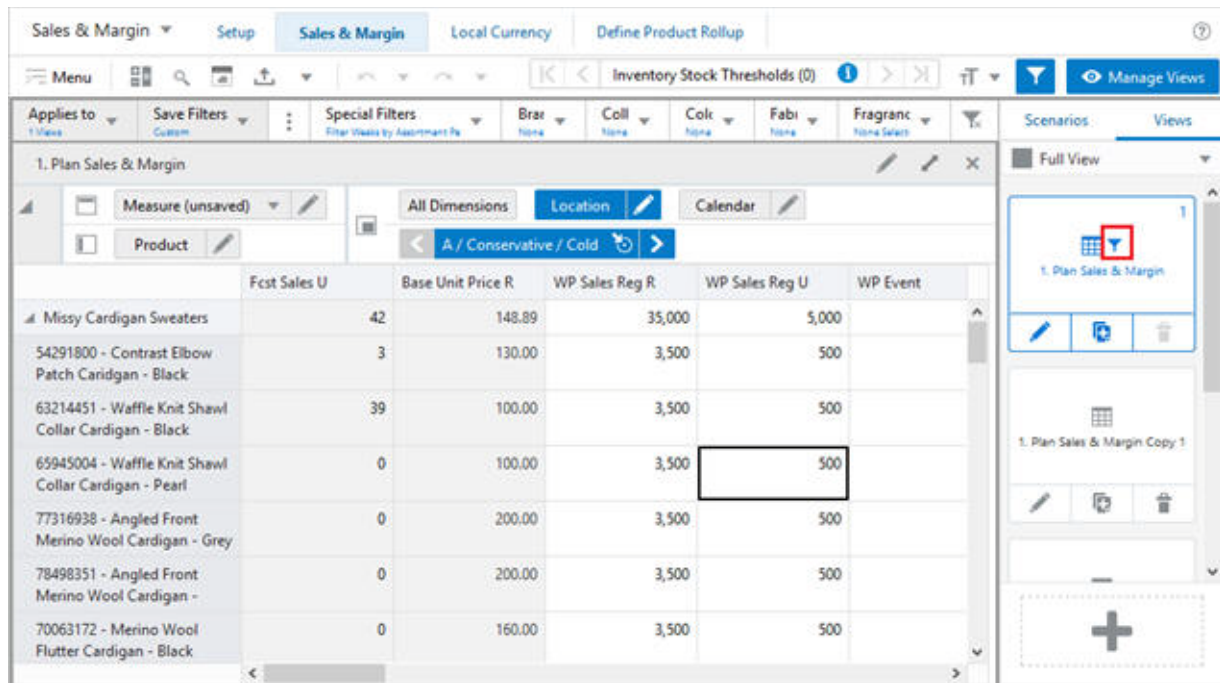 Sales & Margin Setup Sales & Margin Local Currency Define Product Rollup
Menu Inventory Stock Thresholds (0) Manage Views
Applies to Save Filters Special Filters Brar Coll Colc Fabı Fragranc Scenarios Views
1 Views Custom Filter Weeks by Assortment Pa None None None None None Select
1. Plan Sales & Margin Full View
Measure (unsaved) All Dimensions Location Calendar 1
Product A / Conservative / Cold 1. Plan Sales & Margin
Fcst Sales U Base Unit Price R WP Sales Reg R WP Sales Reg U WP Event
Missy Cardigan Sweaters 42 148.89 35,000 5,000
54291800 - Contrast Elbow 3 130.00 3,500 500
Patch Caridgan - Black
63214451 - Waffle Knit Shawl 39 100.00 3,500 500
Collar Cardigan - Black
1. Plan Sales & Margin Copy 1
65945004 - Waffle Knit Shawl 0 100.00 3,500 500
Collar Cardigan - Pearl
77316938 - Angled Front 0 200.00 3,500 500
Merino Wool Cardigan - Grey
78498351 - Angled Front 0 200.00 3,500 500
Merino Wool Cardigan -
70063172 - Merino Wool 0 160.00 3,500 500
Flutter Cardigan - Black